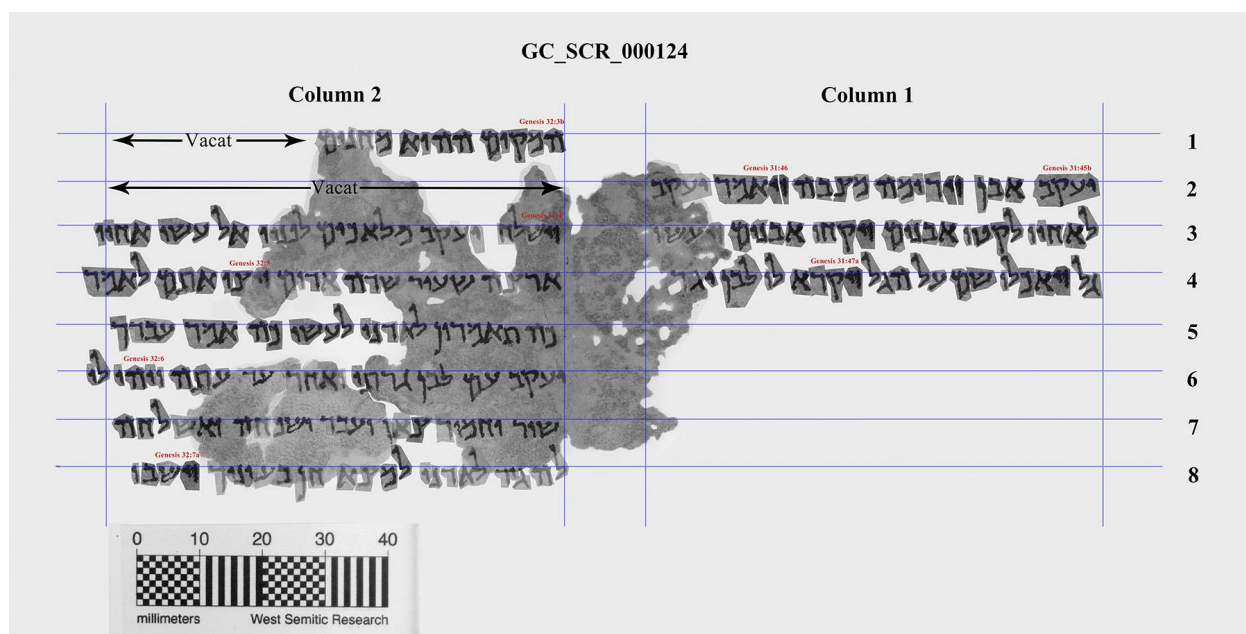 GC_SCR_000124
Column 1
Genesis 31:45b
Genesis 31:46
יעקב אבן וירימה מצבה ויאמר יעקב
לאחיו לקטו אבנים ויקחו אבנים ויעשו
Genesis 31:47a
גל ויאכלו שם על הגל ויקרא לו לבן יגר
Column 2
Genesis 32:3b
המקום ההוא מחנים
Vacat
Vacat
Genesis 32:4
וישלח יעקב מלאכים לפניו אל עשו אחיו
Genesis 32:5
ארצה שעיר שדה אדום ויצו אתם לאמר
כה תאמרון לאדני לעשו כה אמר עבדך
Genesis 32:6
יעקב עם לבן גרתי ואחר עד עתה ויהי לי
שור וחמור צאן ועבד ושפחה ואשלחה
Genesis 32:7a
להגיד לאדני למצא חן בעיניך וישבו
1
2
3
4
5
6
7
8
0 10 20 30 40
millimeters West Semitic Research